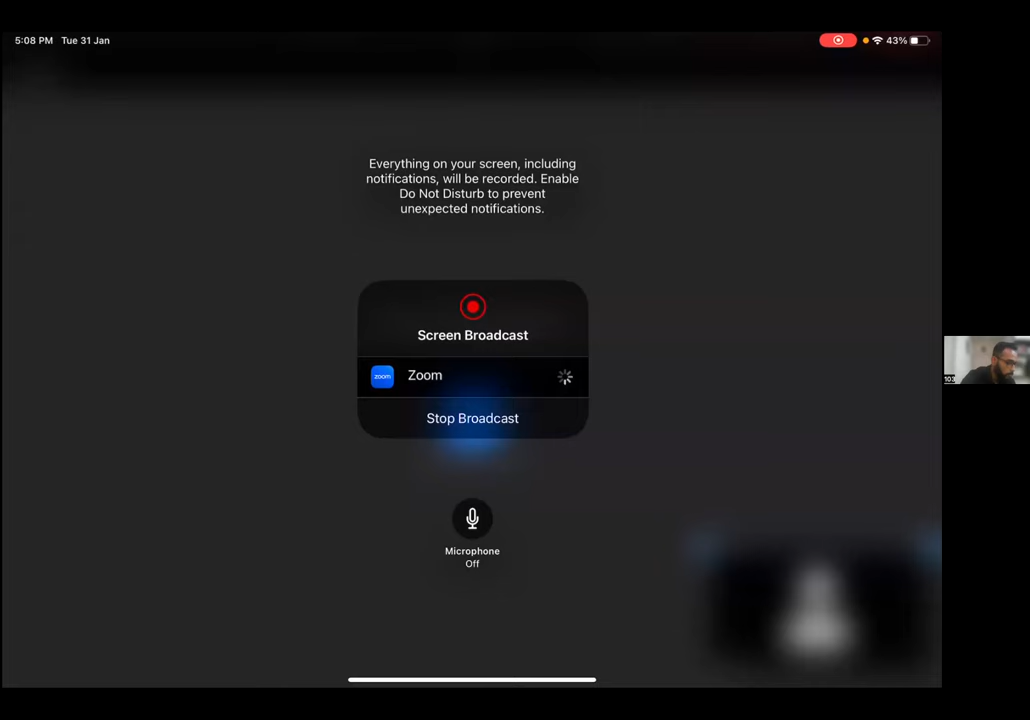 5:08 PM Tue 31 Jan
43%
Everything on your screen, including
notifications, will be recorded. Enable
Do Not Disturb to prevent
unexpected notifications.
Screen Broadcast
zoom
Zoom
Stop Broadcast
Microphone
Off
103